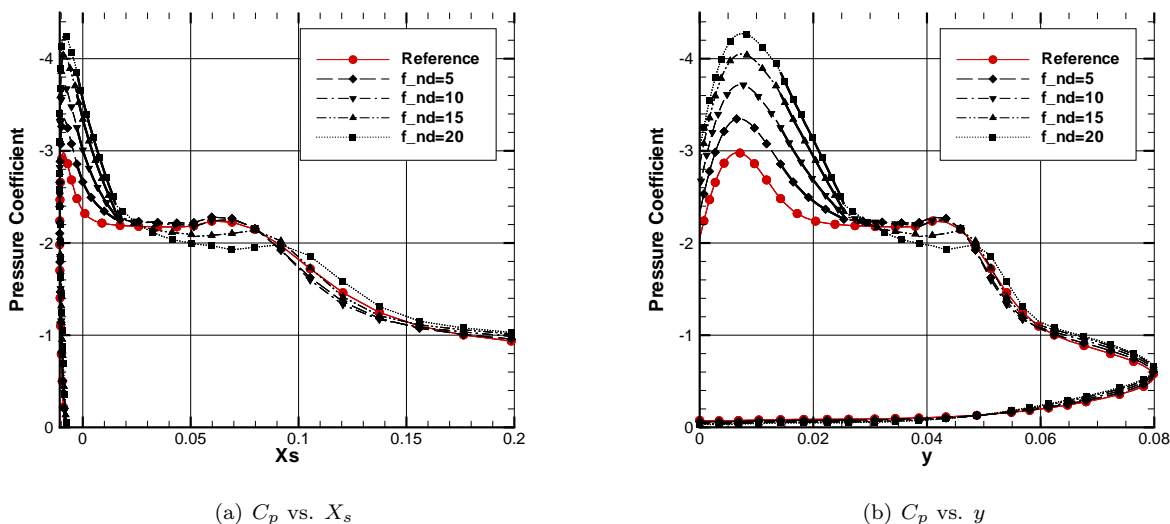 Pressure Coefficient
-4
-3
-2
-1
0
0
0.05
0.1
0.15
0.2
Xs
Reference
f_nd=5
f_nd=10
f_nd=15
f_nd=20
(a) Cp vs. Xs
Pressure Coefficient
-4
-3
-2
-1
0
0
0.02
0.04
0.06
0.08
y
Reference
f_nd=5
f_nd=10
f_nd=15
f_nd=20
(b) Cp vs. y